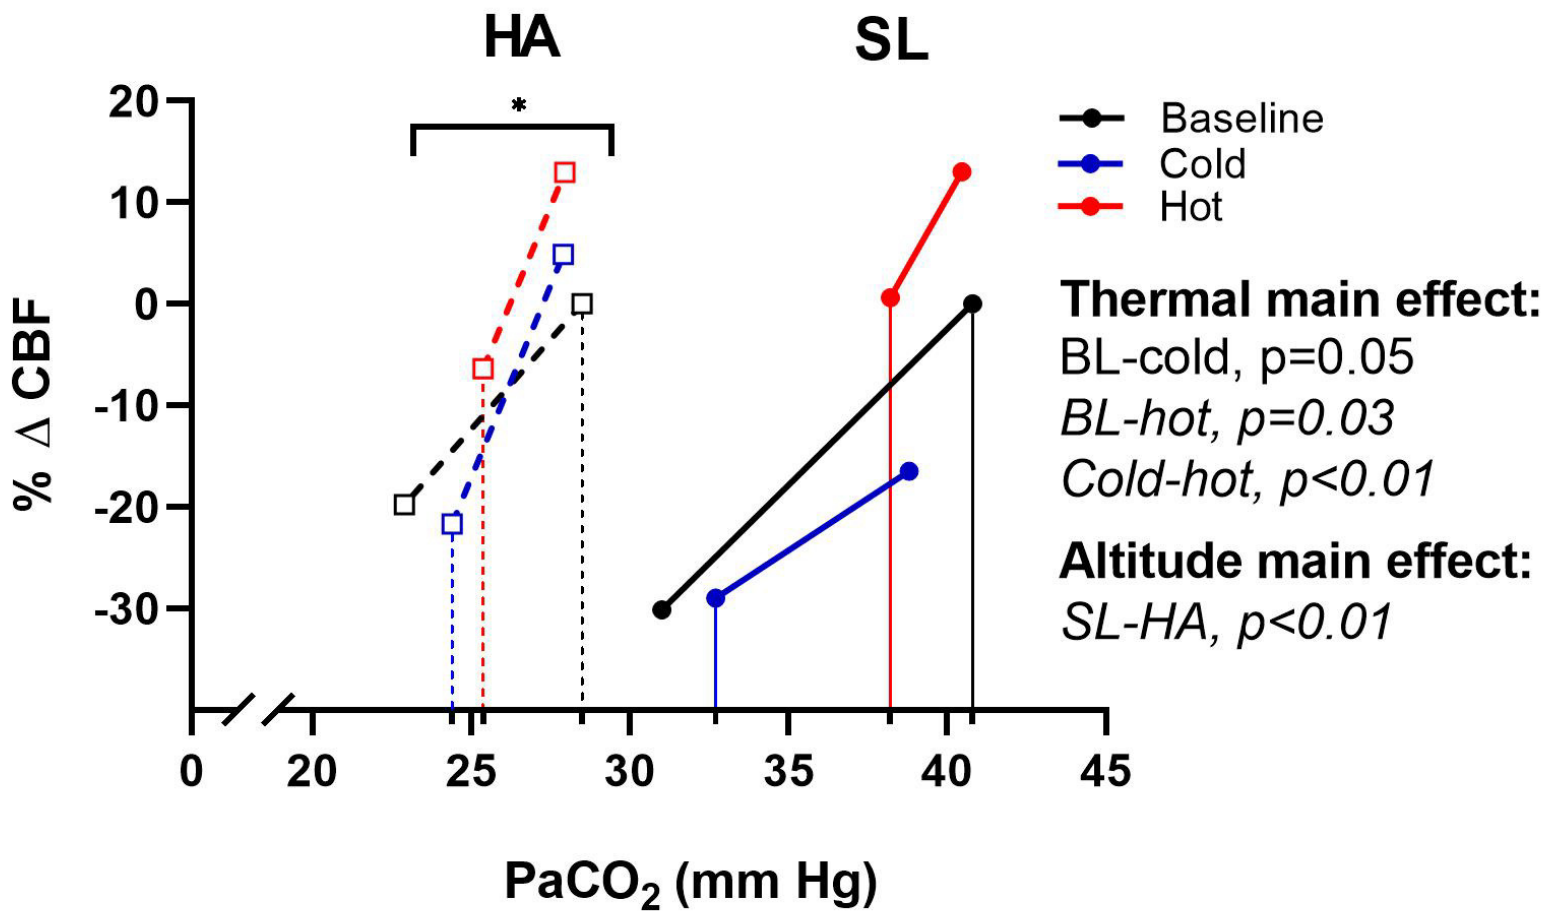 HA
SL
*
20
10
0
-10
-20
-30
% Δ CBF
0 20 25 30 35 40 45
PaCO₂ (mm Hg)
Baseline
Cold
Hot
Thermal main effect:
BL-cold, p=0.05
BL-hot, p=0.03
Cold-hot, p<0.01
Altitude main effect:
SL-HA, p<0.01